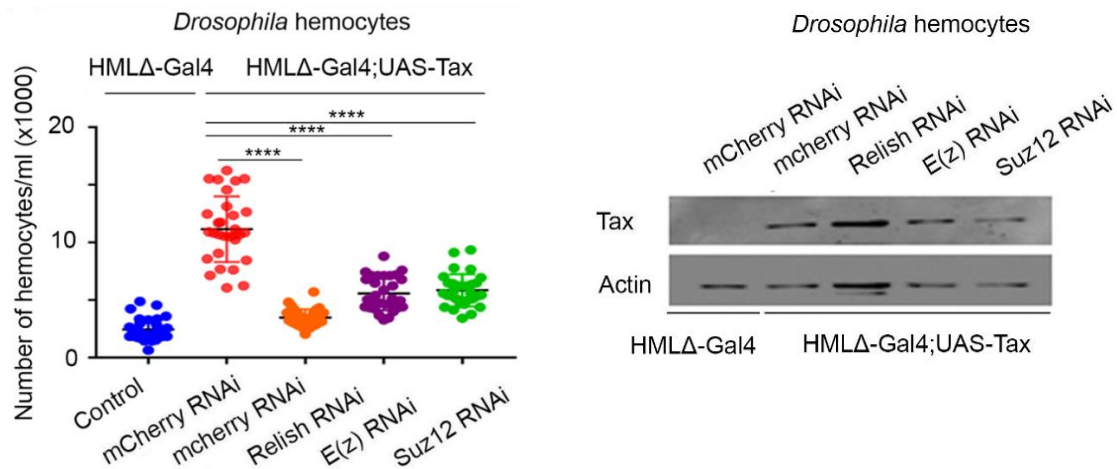 Drosophila hemocytes
HMLΔ-Gal4
HMLΔ-Gal4;UAS-Tax
****
****
****
Number of hemocytes/ml (x1000)
20
10
0
Control
mCherry RNAi
mcherry RNAi
Relish RNAi
E(z) RNAi
Suz12 RNAi
Drosophila hemocytes
mCherry RNAi
mcherry RNAi
Relish RNAi
E(z) RNAi
Suz12 RNAi
Tax
Actin
HMLΔ-Gal4
HMLΔ-Gal4;UAS-Tax